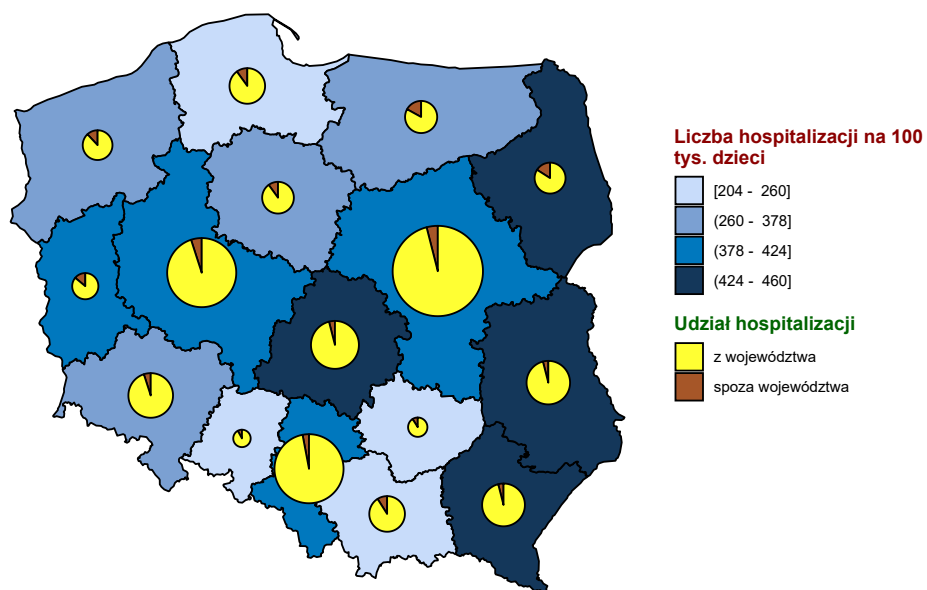 Liczba hospitalizacji na 100
tys. dzieci
[204 - 260]
(260 - 378]
(378 - 424]
(424 - 460]
Udział hospitalizacji
z województwa
spoza województwa